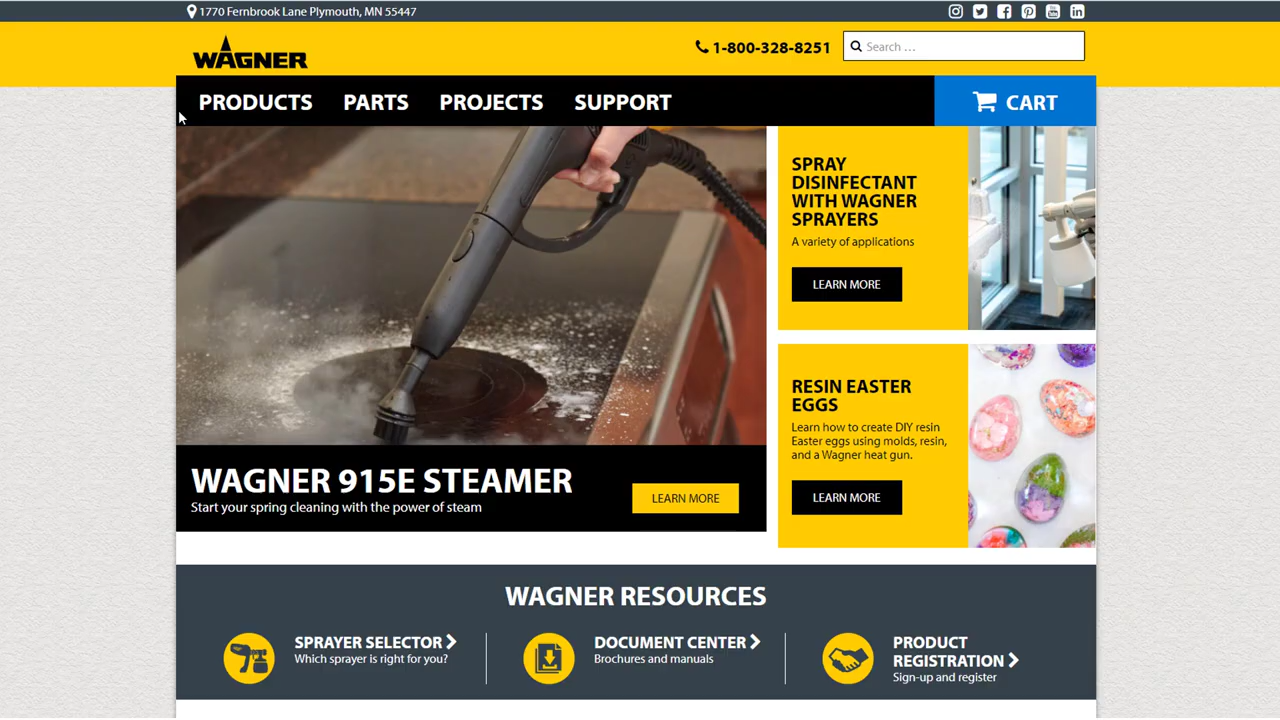 1770 Fernbrook Lane Plymouth, MN 55447
WAGNER
1-800-328-8251
Search ...
PRODUCTS PARTS PROJECTS SUPPORT CART
SPRAY
DISINFECTANT
WITH WAGNER
SPRAYERS
A variety of applications
LEARN MORE
WAGNER 915E STEAMER
Start your spring cleaning with the power of steam
LEARN MORE
RESIN EASTER
EGGS
Learn how to create DIY resin
Easter eggs using molds, resin,
and a Wagner heat gun.
LEARN MORE
WAGNER RESOURCES
SPRAYER SELECTOR
Which sprayer is right for you?
DOCUMENT CENTER
Brochures and manuals
PRODUCT
REGISTRATION
Sign-up and register